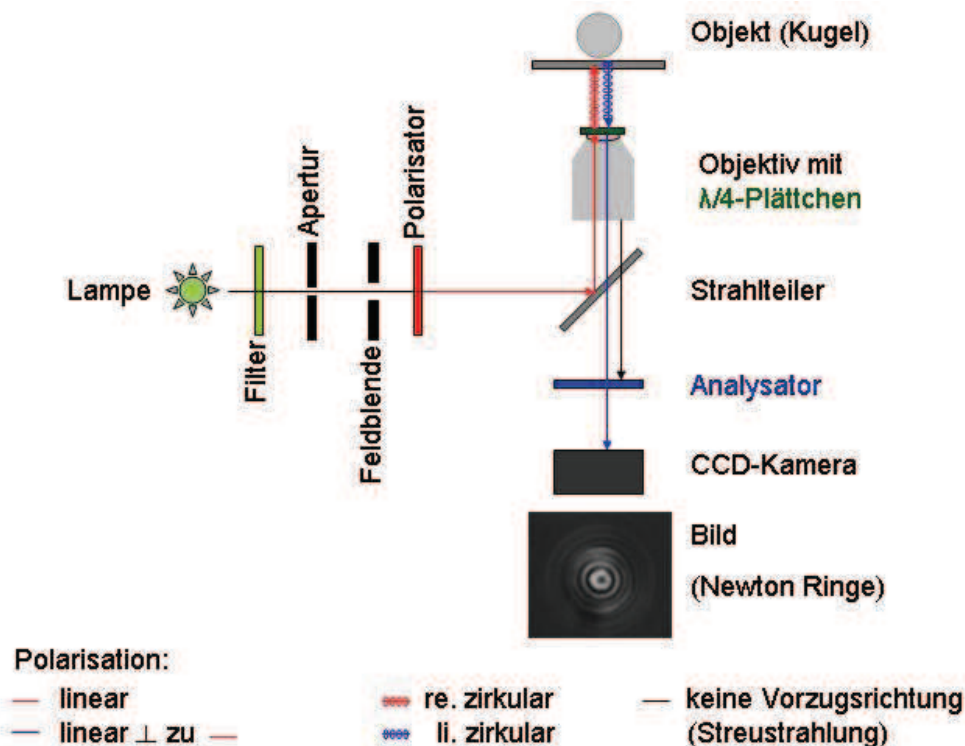 Objekt (Kugel)
Objektiv mit
λ/4-Plättchen
Apertur
Polarisator
Lampe
Strahlteiler
Filter
Feldblende
Analysator
CCD-Kamera
Bild
(Newton Ringe)
Polarisation:
linear
re. zirkular
keine Vorzugsrichtung
linear ⊥ zu
li. zirkular
(Streustrahlung)